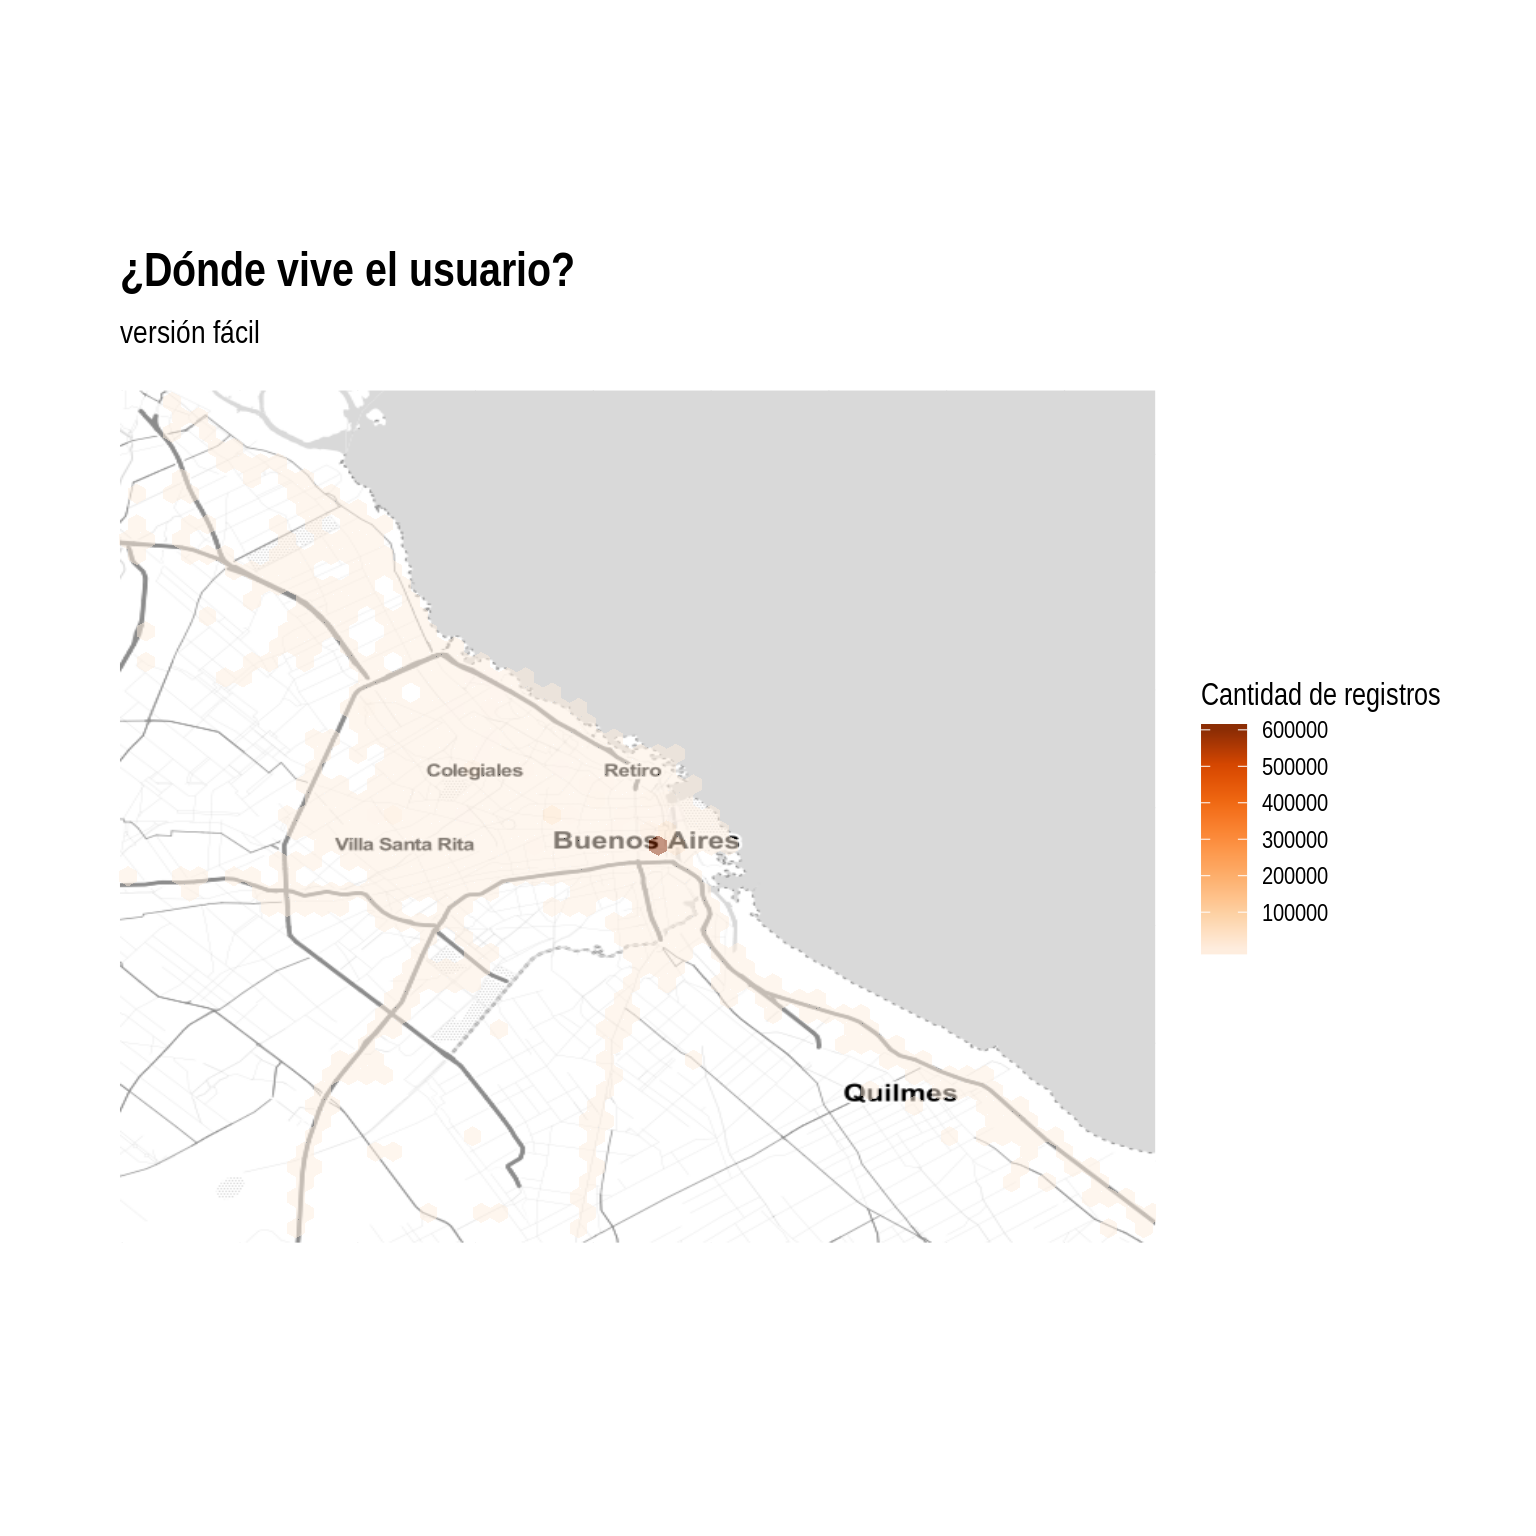 ¿Dónde vive el usuario?
versión fácil
Cantidad de registros
600000
500000
400000
300000
200000
100000
Colegiales
Retiro
Villa Santa Rita
Buenos Aires
Quilmes